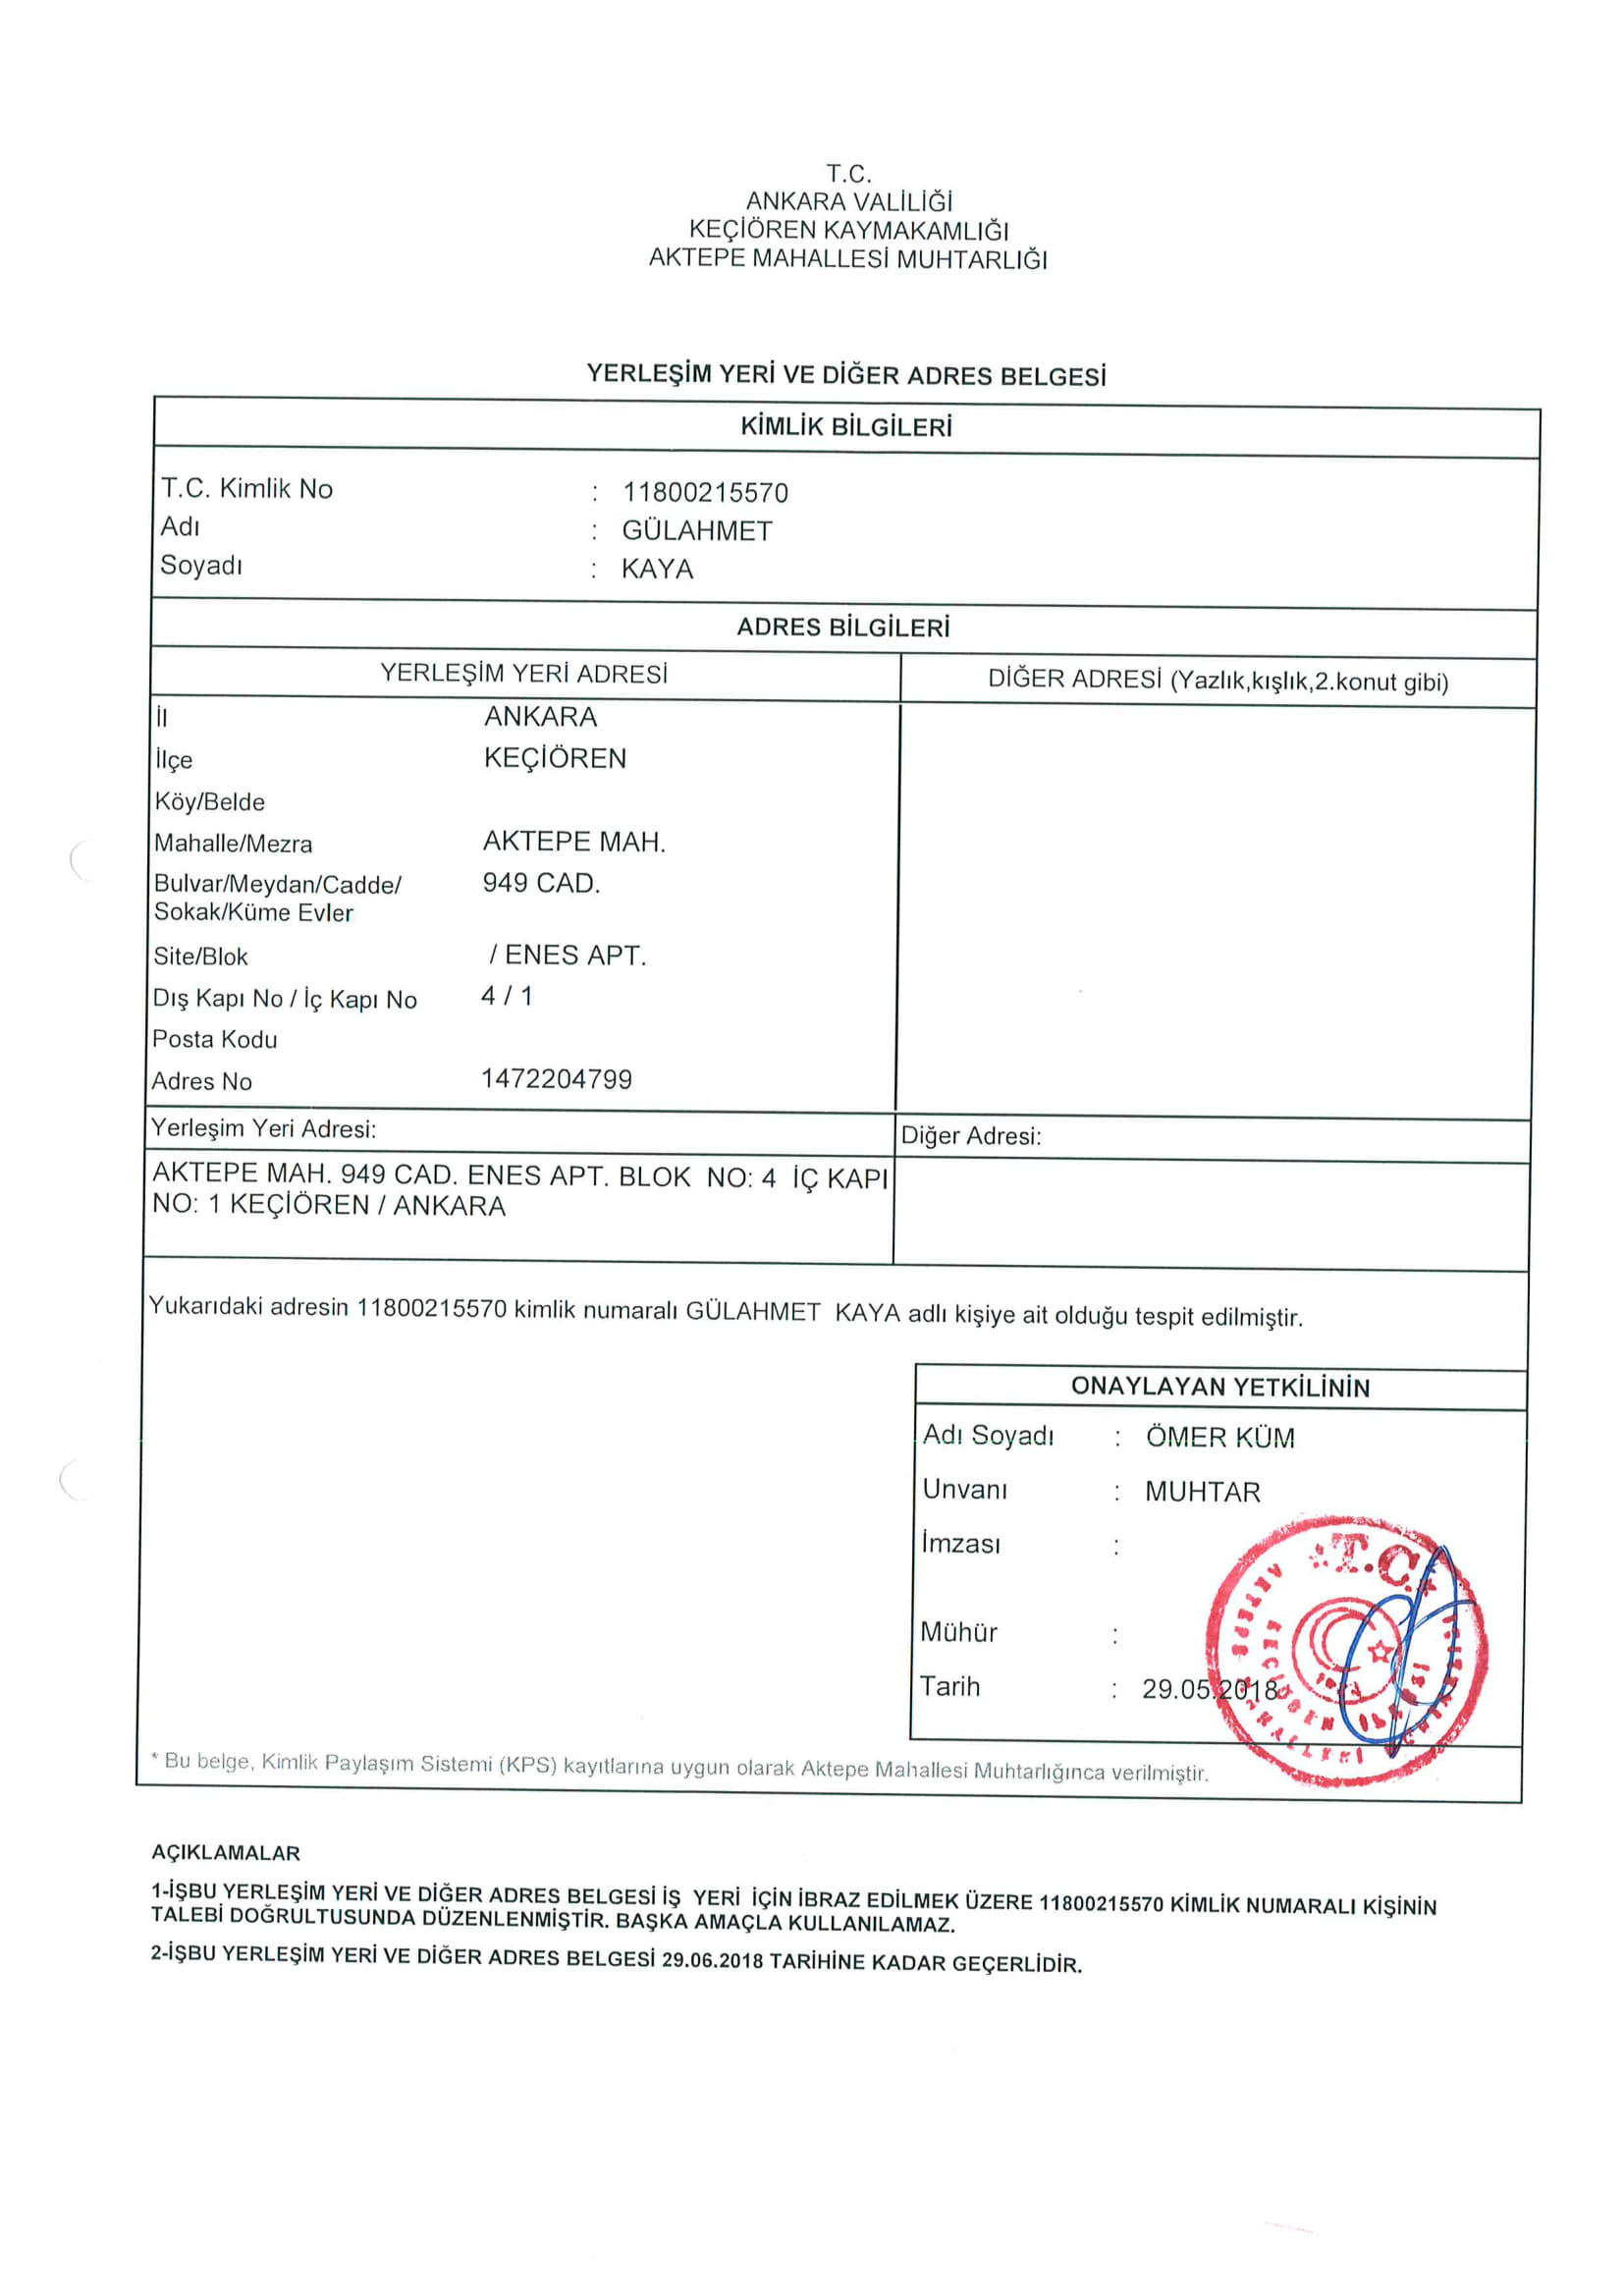 T.C.
ANKARA VALİLİĞİ
KEÇİÖREN KAYMAKAMLIĞI
AKTEPE MAHALLESİ MUHTARLIĞI
YERLEŞİM YERİ VE DİĞER ADRES BELGESİ
KİMLİK BİLGİLERİ
T.C. Kimlik No : 11800215570
Adı : GÜLAHMET
Soyadı : KAYA
ADRES BİLGİLERİ
YERLEŞİM YERİ ADRESİ DİĞER ADRESİ (Yazlık,kışlık,2.konut gibi)
İl ANKARA
İlçe KEÇİÖREN
Köy/Belde
Mahalle/Mezra AKTEPE MAH.
Bulvar/Meydan/Cadde/ 949 CAD.
Sokak/Küme Evler
Site/Blok / ENES APT.
Dış Kapı No / İç Kapı No 4 / 1
Posta Kodu
Adres No 1472204799
Yerleşim Yeri Adresi: Diğer Adresi:
AKTEPE MAH. 949 CAD. ENES APT. BLOK NO: 4 İÇ KAPI
NO: 1 KEÇİÖREN / ANKARA
Yukarıdaki adresin 11800215570 kimlik numaralı GÜLAHMET KAYA adlı kişiye ait olduğu tespit edilmiştir.
ONAYLAYAN YETKİLİNİN
Adı Soyadı : ÖMER KÜM
Unvanı : MUHTAR
İmzası :
Mühür :
Tarih : 29.05.2018
T.C.
AKTEPE MAHALLESİ
KEÇİÖREN İLÇESİ
* Bu belge, Kimlik Paylaşım Sistemi (KPS) kayıtlarına uygun olarak Aktepe Mahallesi Muhtarlığınca verilmiştir.
AÇIKLAMALAR
1-İŞBU YERLEŞİM YERİ VE DİĞER ADRES BELGESİ İŞ YERİ İÇİN İBRAZ EDİLMEK ÜZERE 11800215570 KİMLİK NUMARALI KİŞİNİN
TALEBİ DOĞRULTUSUNDA DÜZENLENMİŞTİR. BAŞKA AMAÇLA KULLANILAMAZ.
2-İŞBU YERLEŞİM YERİ VE DİĞER ADRES BELGESİ 29.06.2018 TARİHİNE KADAR GEÇERLİDİR.